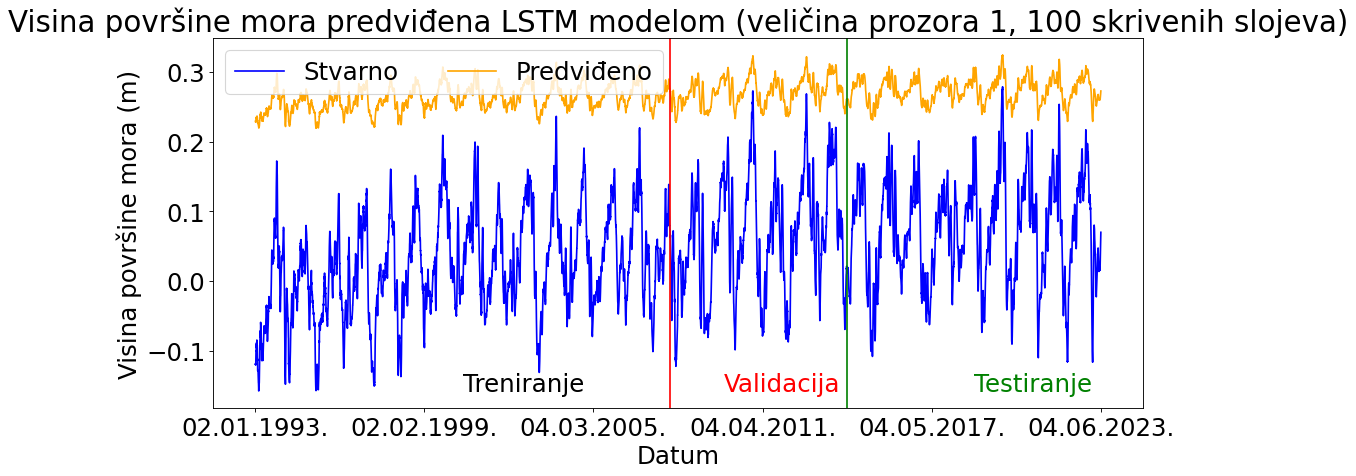 Visina površine mora predviđena LSTM modelom (veličina prozora 1, 100 skrivenih slojeva)
Stvarno Predviđeno
Visina površine mora (m)
0.3
0.2
0.1
0.0
−0.1
Treniranje Validacija Testiranje
02.01.1993. 02.02.1999. 04.03.2005. 04.04.2011. 04.05.2017. 04.06.2023.
Datum